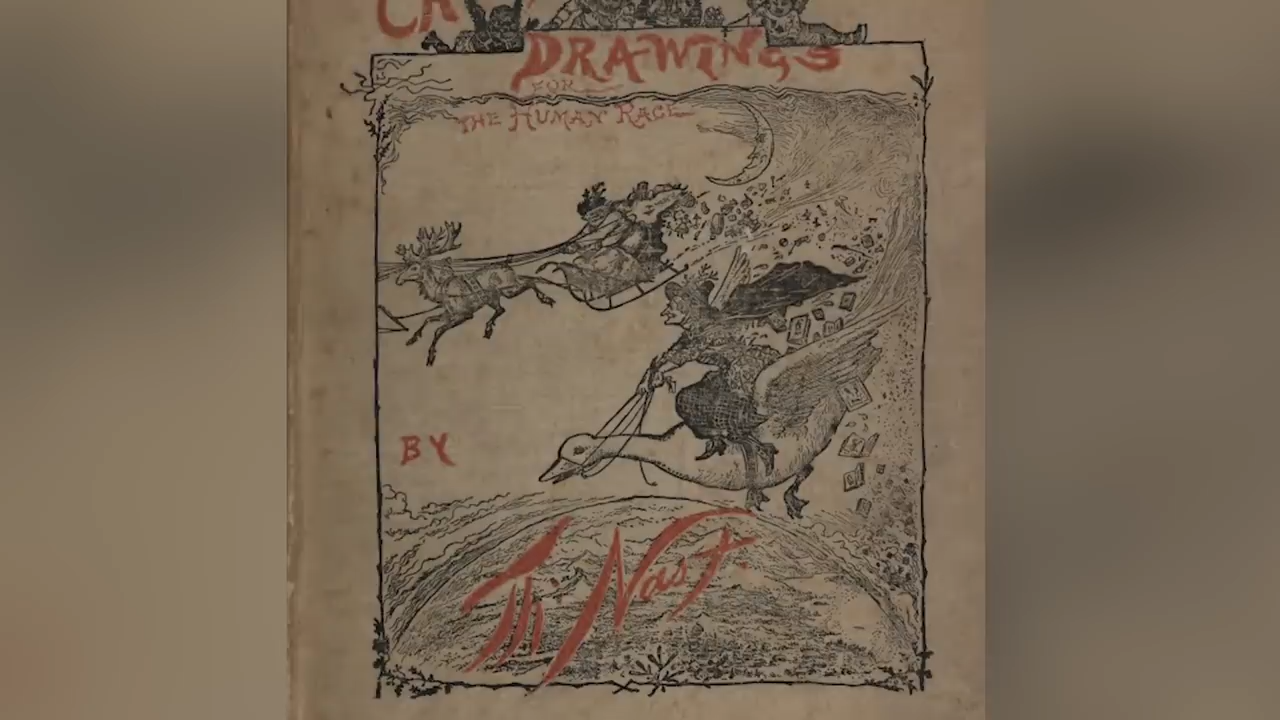 DRAWINGS
FOR
THE HUMAN RACE
BY
Th Nast.